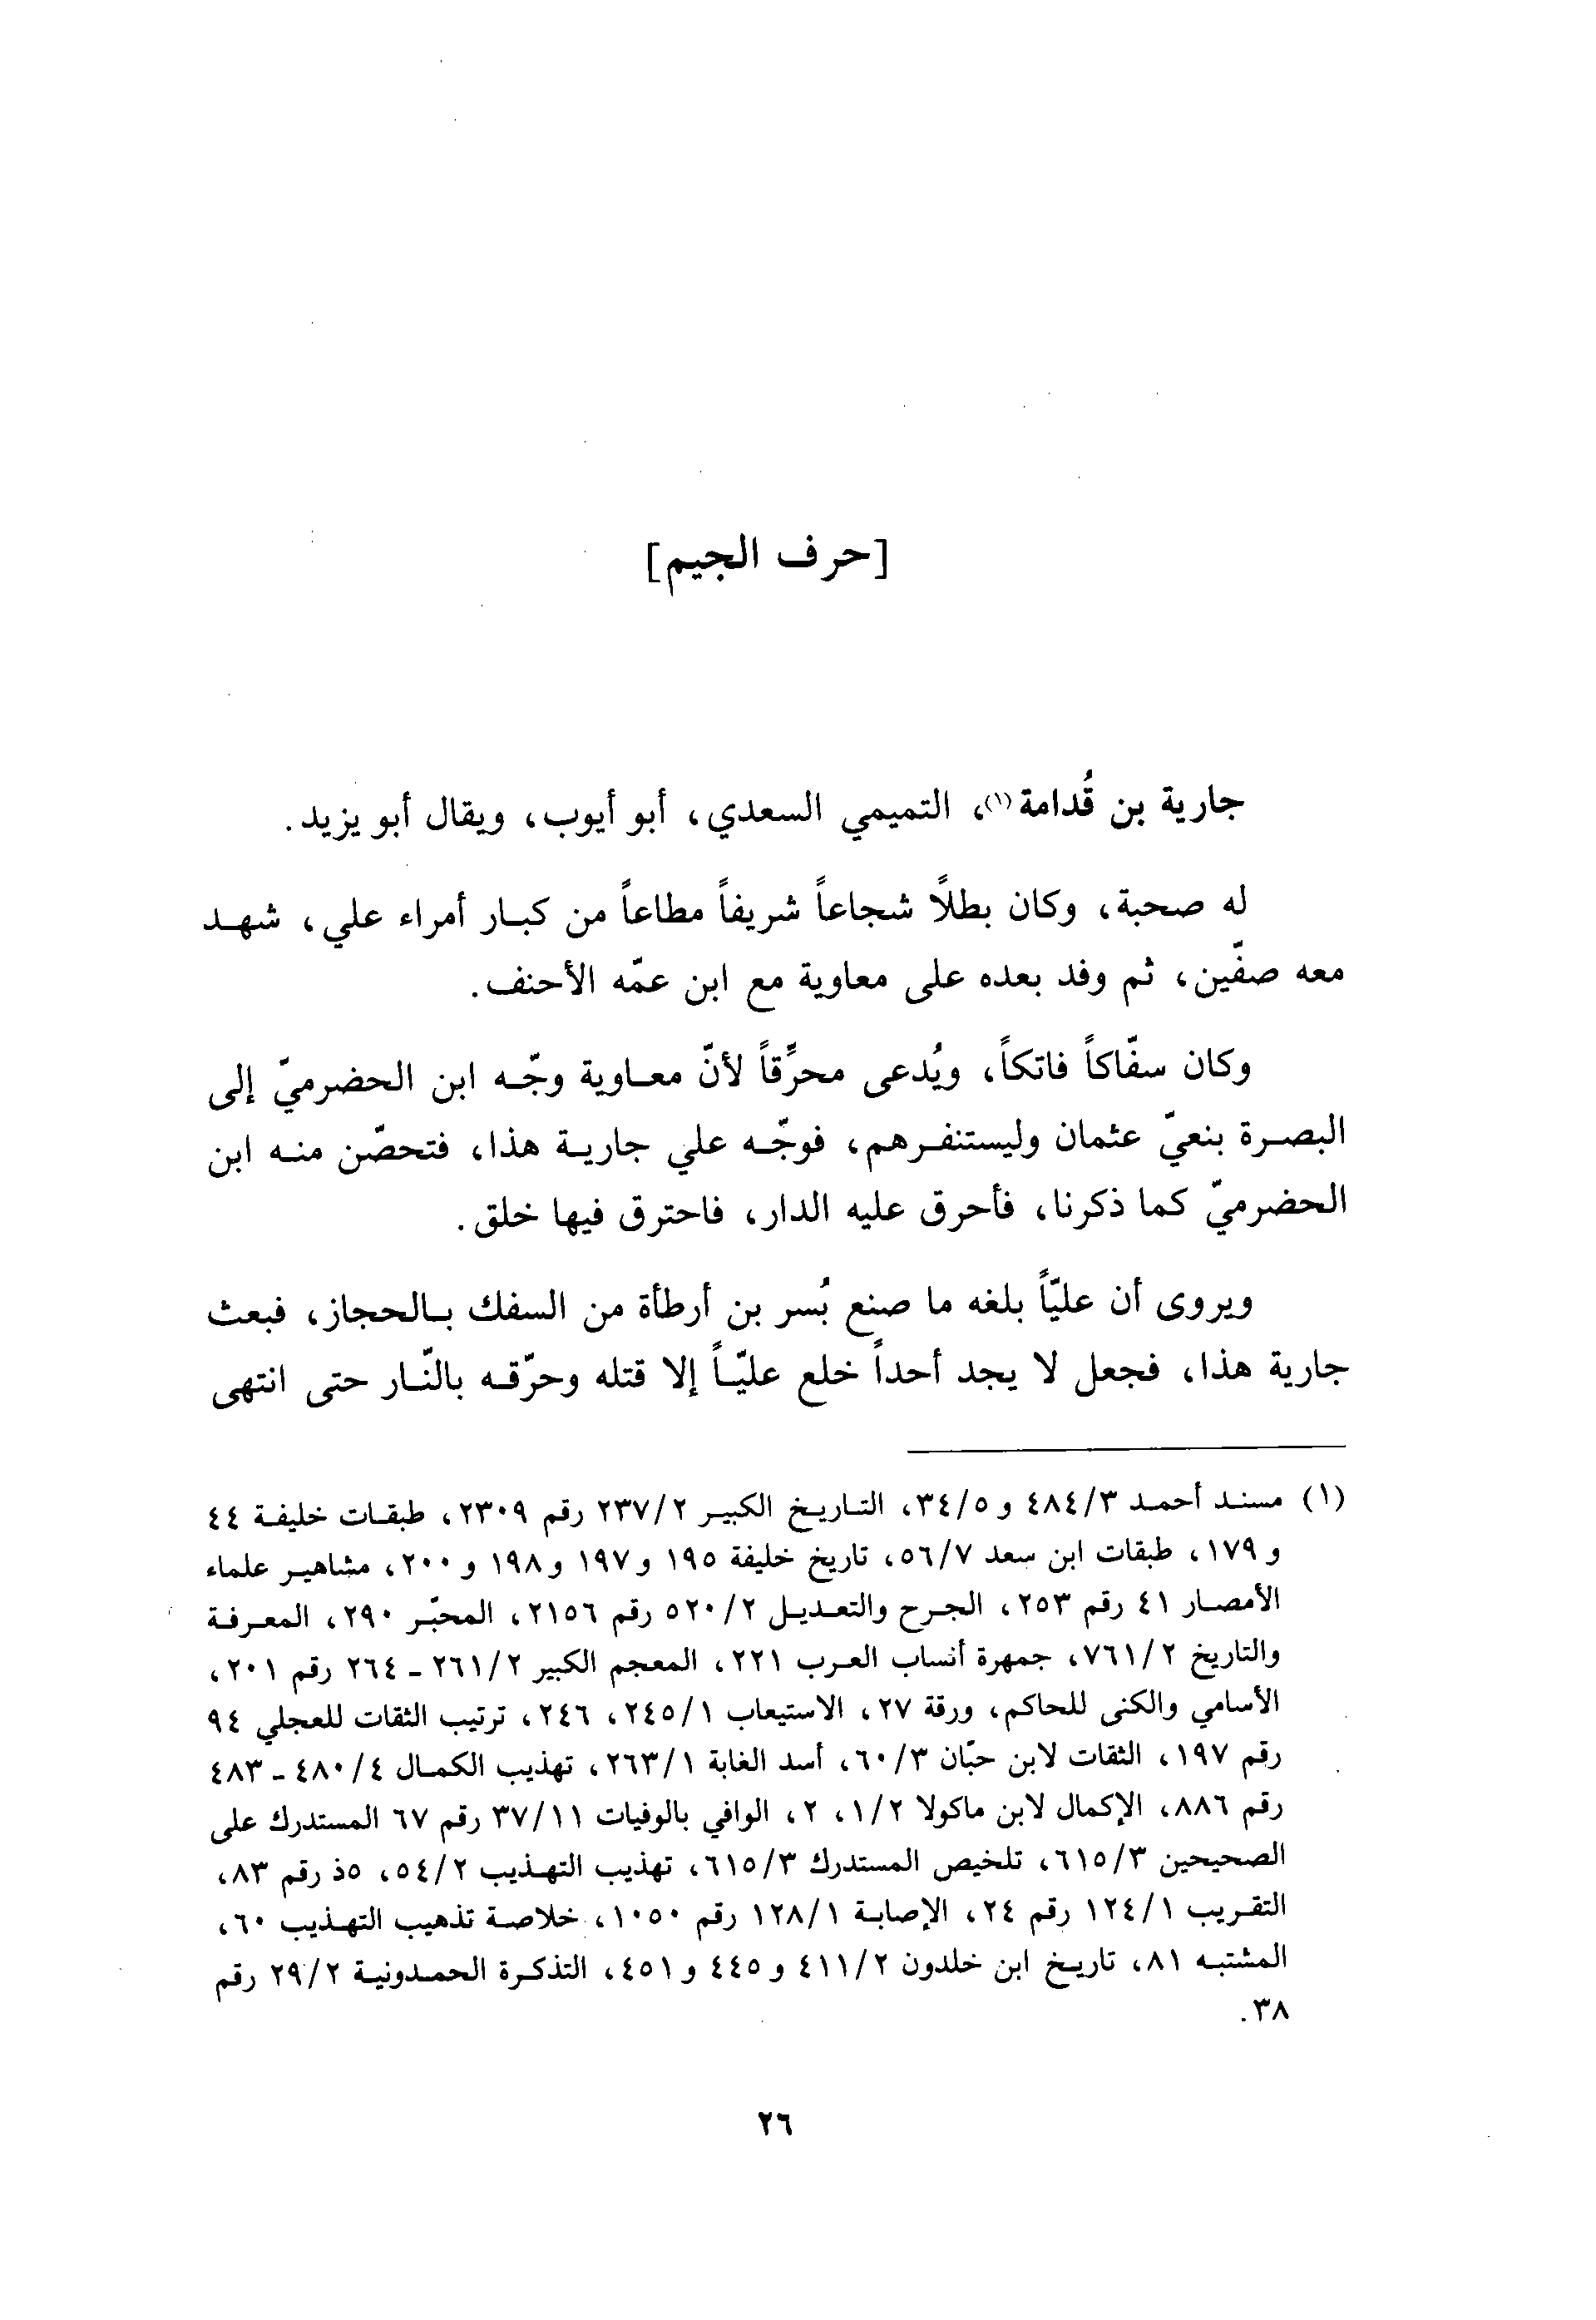 [حرف الجيم]
جارية بن قُدامة(١)، التميمي السعدي، أبو أيوب، ويقال أبو يزيد.
له صحبة، وكان بطلًا شجاعاً شريفاً مطاعاً من كبار أمراء علي، شهد
معه صفّين، ثم وفد بعده على معاوية مع ابن عمّه الأحنف.
وكان سفّاكاً فاتكاً، ويُدعى محرِّقاً لأنّ معاوية وجّه ابن الحضرميّ إلى
البصرة بنعيّ عثمان وليستنفرهم، فوجّه علي جارية هذا، فتحصّن منه ابن
الحضرميّ كما ذكرنا، فأحرق عليه الدار، فاحترق فيها خلق.
ويروى أن عليّاً بلغه ما صنع بُسر بن أرطأة من السفك بالحجاز، فبعث
جارية هذا، فجعل لا يجد أحداً خلع عليّاً إلا قتله وحرّقه بالنّار حتى انتهى
(١) مسند أحمد ٤٨٤/٣ و ٣٤/٥، التاريخ الكبير ٢٣٧/٢ رقم ٢٣٠٩، طبقات خليفة ٤٤
و ١٧٩، طبقات ابن سعد ٥٦/٧، تاريخ خليفة ١٩٥ و١٩٧ و١٩٨ و ٢٠٠، مشاهير علماء
الأمصار ٤١ رقم ٢٥٣، الجرح والتعديل ٥٢٠/٢ رقم ٢١٥٦، المحبّر ٢٩٠، المعرفة
والتاريخ ٧٦١/٢، جمهرة أنساب العرب ٢٢١، المعجم الكبير ٢٦١/٢ ـ ٢٦٤ رقم ٢٠١،
الأسامي والكنى للحاكم، ورقة ٢٧، الاستيعاب ٢٤٥/١، ٢٤٦، ترتيب الثقات للعجلي ٩٤
رقم ١٩٧، الثقات لابن حبّان ٦٠/٣، أسد الغابة ٢٦٣/١، تهذيب الكمال ٤٨٠/٤ ـ ٤٨٣
رقم ٨٨٦، الإكمال لابن ماكولا ١/٢، ٢، الوافي بالوفيات ٣٧/١١ رقم ٦٧ المستدرك على
الصحيحين ٦١٥/٣، تلخيص المستدرك ٦١٥/٣، تهذيب التهذيب ٥٤/٢، ٥ذ رقم ٨٣،
التقريب ١٢٤/١ رقم ٢٤، الإصابة ١٢٨/١ رقم ١٠٥٠، خلاصة تذهيب التهذيب ٦٠،
المشتبه ٨١، تاريخ ابن خلدون ٤١١/٢ و ٤٤٥ و ٤٥١، التذكرة الحمدونية ٢٩/٢ رقم
٣٨.
٢٦